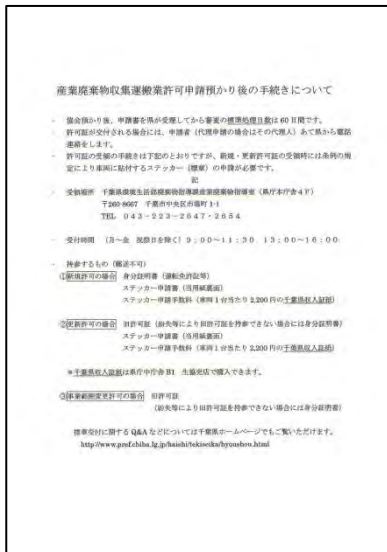 産業廃棄物収集運搬業許可申請預かり後の手続きについて
・ 協会預かり後、申請書を県が受理してから審査の標準処理日数は60日間です。
・ 許可証が交付される場合には、申請者（代理申請の場合はその代理人）あて県から電話
連絡をします。
・ 許可証の受領の手続きは下記のとおりですが、新規・更新許可証の受領時には条例の規
定により車両に貼付するステッカー（標章）の申請が必要です。
記
・ 受領場所 千葉県環境生活部廃棄物指導課産業廃棄物指導室（県庁本庁舎4F）
〒260-8667 千葉市中央区市場町1-1
TEL 043-223-2647・2654
・ 受付時間 （月～金 祝祭日を除く）9：00～11：30 13：00～16：00
・ 持参するもの（郵送不可）
①新規許可の場合 身分証明書（運転免許証等）
ステッカー申請書（当用紙裏面）
ステッカー申請手数料（車両1台当たり2,200円の千葉県収入証紙）
②更新許可の場合 旧許可証（紛失等により旧許可証を持参できない場合には身分証明書）
ステッカー申請書（当用紙裏面）
ステッカー申請手数料（車両1台当たり2,200円の千葉県収入証紙）
＊千葉県収入証紙は県庁中庁舎B1 生協売店で購入できます。
③事業範囲変更許可の場合 旧許可証
（紛失等により旧許可証を持参できない場合には身分証明書）
標章交付に関するQ&Aなどについては千葉県ホームページでもご覧いただけます。
http://www.pref.chiba.lg.jp/haishi/tekiseika/hyoushou.html